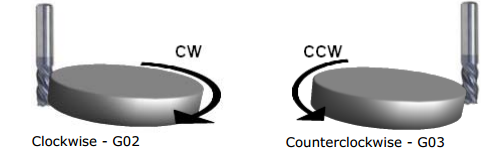 CW
CCW
Clockwise - G02
Counterclockwise - G03